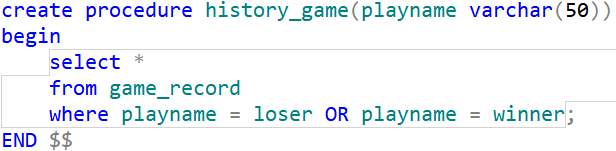 create procedure history_game(playname varchar(50))
begin
    select *
    from game_record
    where playname = loser OR playname = winner;
END $$